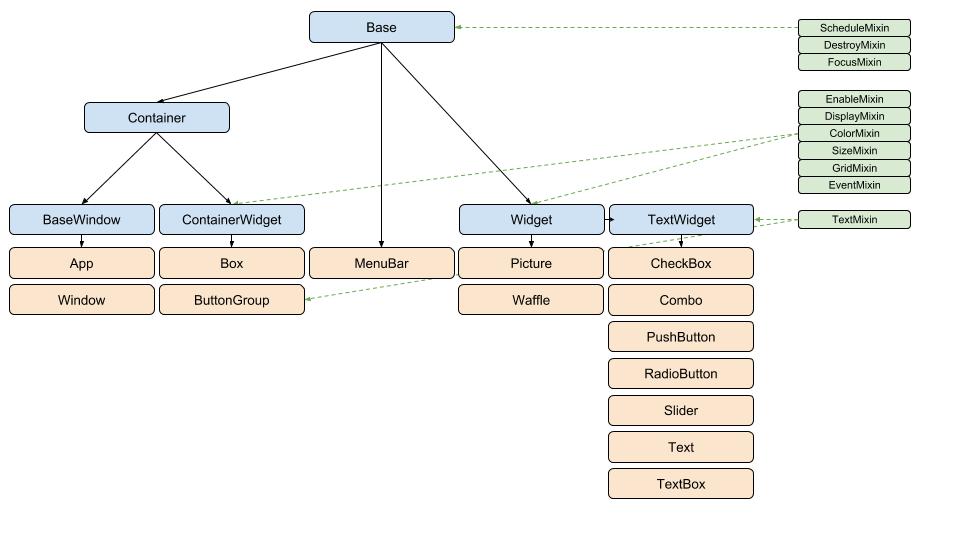 Base
ScheduleMixin
DestroyMixin
FocusMixin
Container
EnableMixin
DisplayMixin
ColorMixin
SizeMixin
GridMixin
EventMixin
BaseWindow
ContainerWidget
Widget
TextWidget
TextMixin
App
Box
MenuBar
Picture
CheckBox
Window
ButtonGroup
Waffle
Combo
PushButton
RadioButton
Slider
Text
TextBox